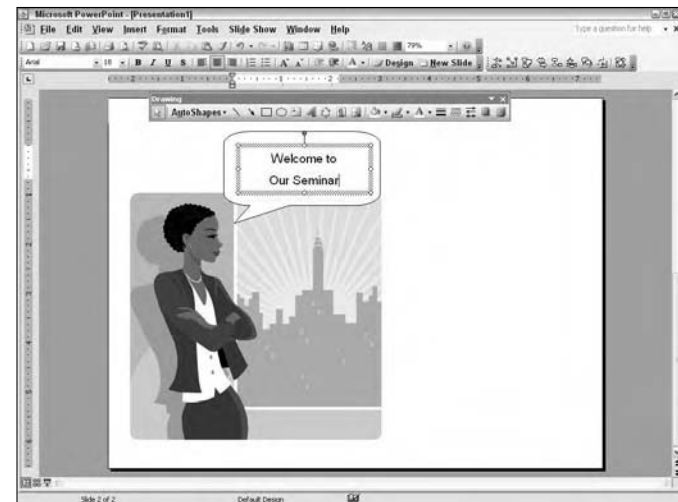 Microsoft PowerPoint - [Presentation1]
File Edit View Insert Format Tools Slide Show Window Help
Type a question for help
79%
Arial 18 B I U S A A A Design New Slide
Drawing
AutoShapes A
Welcome to
Our Seminar
Slide 2 of 2 Default Design